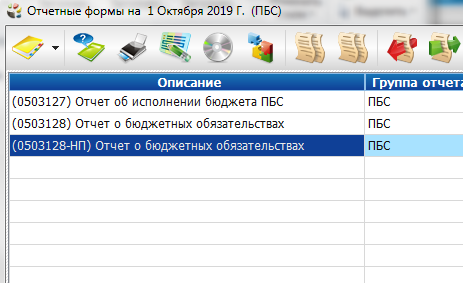 Отчетные формы на 1 Октября 2019 Г. (ПБС)
Описание Группа отчета
(0503127) Отчет об исполнении бюджета ПБС ПБС
(0503128) Отчет о бюджетных обязательствах ПБС
(0503128-НП) Отчет о бюджетных обязательствах ПБС